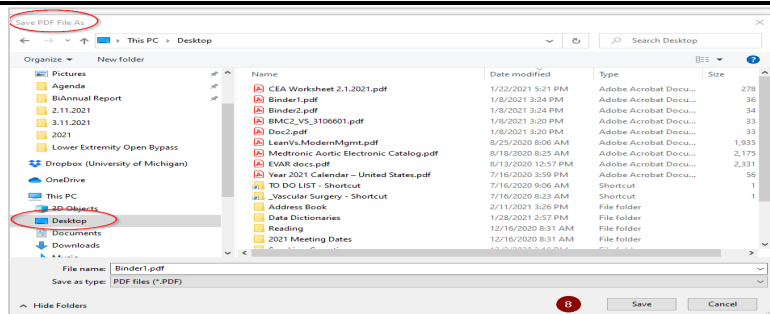 Save PDF File As
This PC > Desktop
Search Desktop
Organize New folder
Name Date modified Type Size
Pictures
Agenda
BiAnnual Report
2.11.2021
3.11.2021
2021
Lower Extremity Open Bypass
Dropbox (University of Michigan)
OneDrive
This PC
3D Objects
Desktop
Documents
Downloads
Music
CEA Worksheet 2.1.2021.pdf 1/22/2021 5:21 PM Adobe Acrobat Docu... 278
Binder1.pdf 1/8/2021 3:24 PM Adobe Acrobat Docu... 36
Binder2.pdf 1/8/2021 3:24 PM Adobe Acrobat Docu... 34
BMC2_VS_3106601.pdf 1/8/2021 3:20 PM Adobe Acrobat Docu... 33
Doc2.pdf 1/8/2021 3:20 PM Adobe Acrobat Docu... 33
LeanVs.ModernMgmt.pdf 8/25/2020 8:06 AM Adobe Acrobat Docu... 1,935
Medtronic Aortic Electronic Catalog.pdf 8/18/2020 8:25 AM Adobe Acrobat Docu... 2,175
EVAR docs.pdf 8/13/2020 12:57 PM Adobe Acrobat Docu... 2,331
Year 2021 Calendar – United States.pdf 7/16/2020 3:59 PM Adobe Acrobat Docu... 56
TO DO LIST - Shortcut 7/16/2020 9:06 AM Shortcut 1
_Vascular Surgery - Shortcut 7/16/2020 8:23 AM Shortcut 1
Address Book 2/11/2021 3:26 PM File folder
Data Dictionaries 1/28/2021 2:57 PM File folder
Reading 12/16/2020 8:31 AM File folder
2021 Meeting Dates 12/16/2020 8:31 AM File folder
File name: Binder1.pdf
Save as type: PDF files (*.PDF)
Hide Folders 8 Save Cancel